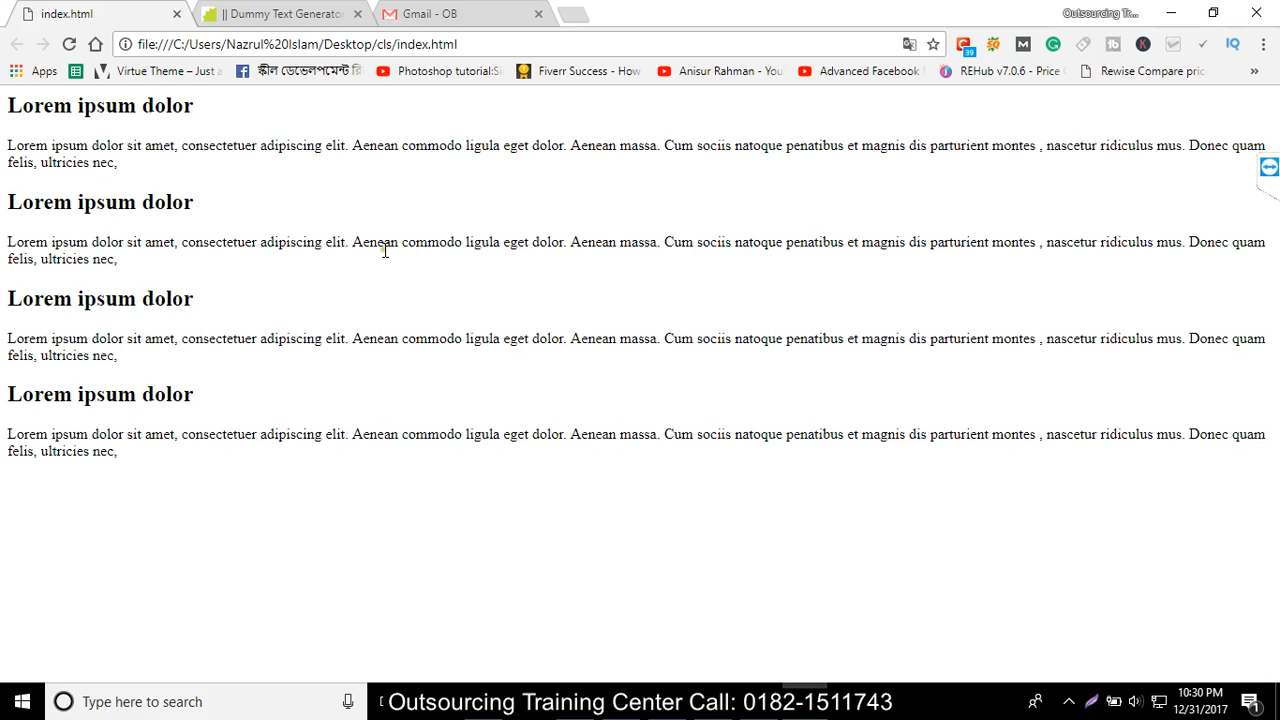 index.html
|| Dummy Text Generator
Gmail - OB
Outsourcing Tr...
file:///C:/Users/Nazrul%20Islam/Desktop/cls/index.html
39
M
K
IQ
Apps
Virtue Theme – Just a
স্কীল ডেভেলপমেন্ট রি
Photoshop tutorial:Si
Fiverr Success - How
Anisur Rahman - You
Advanced Facebook
REHub v7.0.6 - Price
Rewise Compare pric
»
Lorem ipsum dolor
Lorem ipsum dolor sit amet, consectetuer adipiscing elit. Aenean commodo ligula eget dolor. Aenean massa. Cum sociis natoque penatibus et magnis dis parturient montes , nascetur ridiculus mus. Donec quam
felis, ultricies nec,
Lorem ipsum dolor
Lorem ipsum dolor sit amet, consectetuer adipiscing elit. Aenean commodo ligula eget dolor. Aenean massa. Cum sociis natoque penatibus et magnis dis parturient montes , nascetur ridiculus mus. Donec quam
felis, ultricies nec,
Lorem ipsum dolor
Lorem ipsum dolor sit amet, consectetuer adipiscing elit. Aenean commodo ligula eget dolor. Aenean massa. Cum sociis natoque penatibus et magnis dis parturient montes , nascetur ridiculus mus. Donec quam
felis, ultricies nec,
Lorem ipsum dolor
Lorem ipsum dolor sit amet, consectetuer adipiscing elit. Aenean commodo ligula eget dolor. Aenean massa. Cum sociis natoque penatibus et magnis dis parturient montes , nascetur ridiculus mus. Donec quam
felis, ultricies nec,
Type here to search
Outsourcing Training Center Call: 0182-1511743
10:30 PM
12/31/2017
1